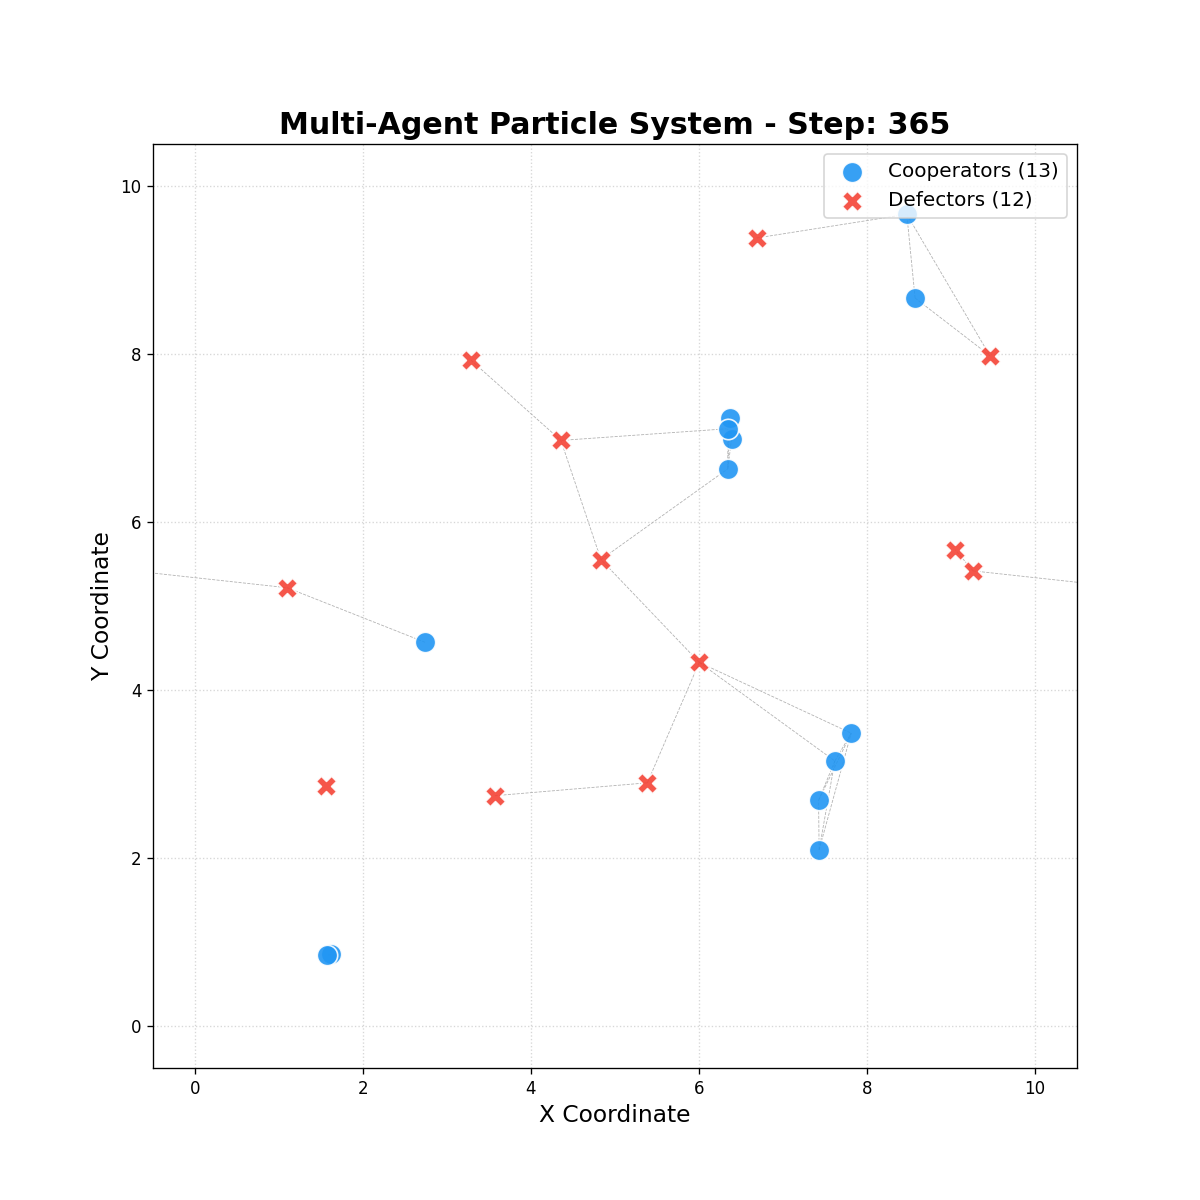 Multi-Agent Particle System - Step: 365
Cooperators (13)
Defectors (12)
10
8
6
4
2
0
Y Coordinate
0 2 4 6 8 10
X Coordinate